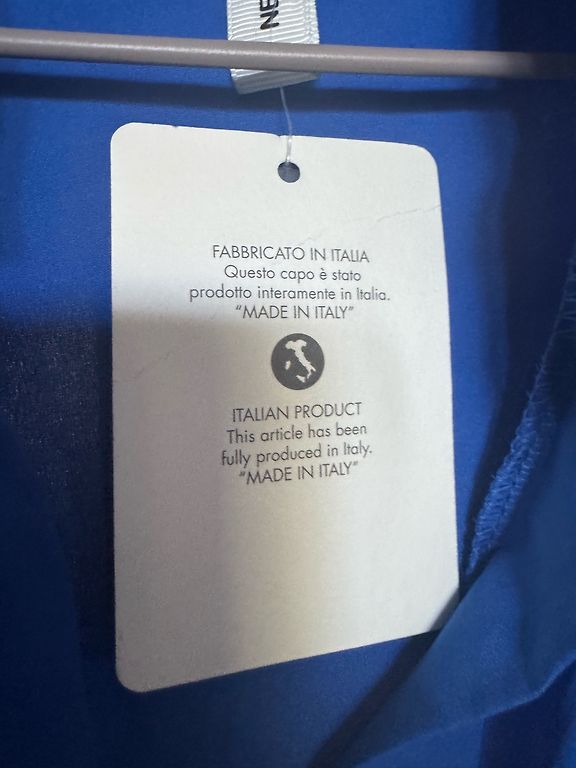 NE
FABBRICATO IN ITALIA
Questo capo è stato
prodotto interamente in Italia.
“MADE IN ITALY”
ITALIAN PRODUCT
This article has been
fully produced in Italy.
“MADE IN ITALY”